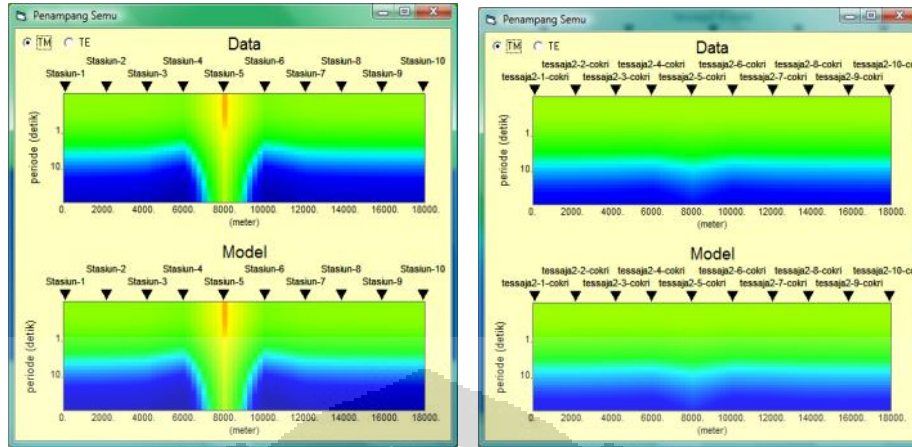 Penampang Semu
TM TE
Data
Stasiun-2 Stasiun-4 Stasiun-6 Stasiun-8 Stasiun-10
Stasiun-1 Stasiun-3 Stasiun-5 Stasiun-7 Stasiun-9
periode (detik)
1.
10.
0. 2000. 4000. 6000. 8000. 10000. 12000. 14000. 16000. 18000.
(meter)
Model
Stasiun-2 Stasiun-4 Stasiun-6 Stasiun-8 Stasiun-10
Stasiun-1 Stasiun-3 Stasiun-5 Stasiun-7 Stasiun-9
periode (detik)
1.
10.
0. 2000. 4000. 6000. 8000. 10000. 12000. 14000. 16000. 18000.
(meter)
Penampang Semu
TM TE
Data
tessaja2-2-cokri tessaja2-4-cokri tessaja2-6-cokri tessaja2-8-cokri tessaja2-10-co
tessaja2-1-cokri tessaja2-3-cokri tessaja2-5-cokri tessaja2-7-cokri tessaja2-9-cokri
periode (detik)
1.
10.
0. 2000. 4000. 6000. 8000. 10000. 12000. 14000. 16000. 18000.
(meter)
Model
tessaja2-2-cokri tessaja2-4-cokri tessaja2-6-cokri tessaja2-8-cokri tessaja2-10-co
tessaja2-1-cokri tessaja2-3-cokri tessaja2-5-cokri tessaja2-7-cokri tessaja2-9-cokri
periode (detik)
1.
10.
0. 2000. 4000. 6000. 8000. 10000. 12000. 14000. 16000. 18000.
(meter)